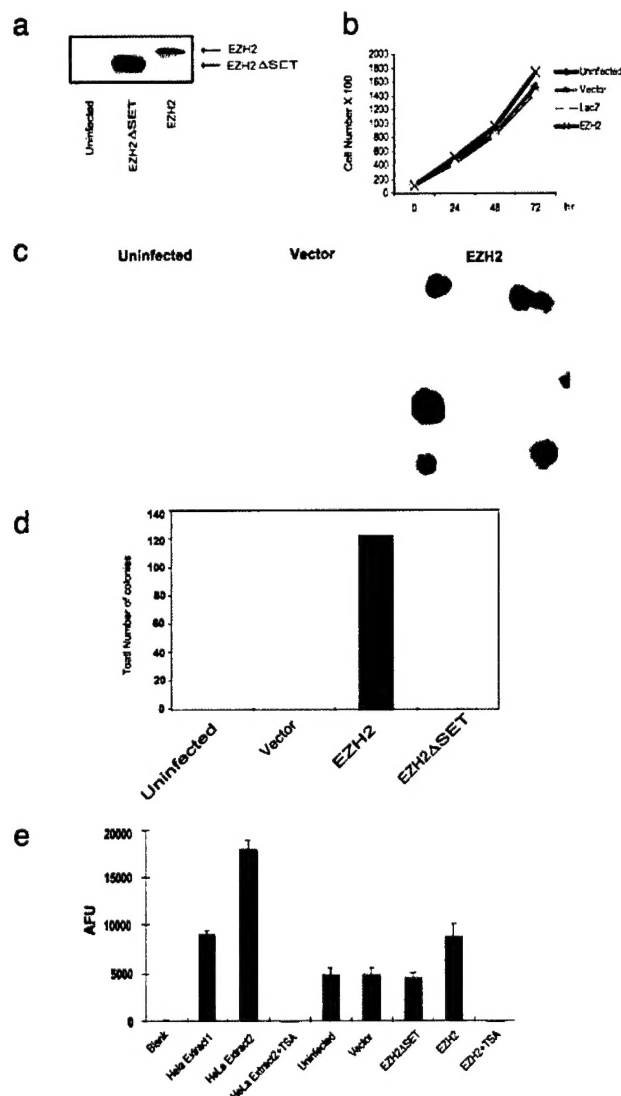 a
EZH2
EZH2ΔSET
Uninfected
EZH2ΔSET
EZH2
b
Cell Number X 100
2000
1800
1600
1400
1200
1000
800
600
400
200
0
0 24 48 72 hr
Uninfected
Vector
LacZ
EZH2
c
Uninfected Vector EZH2
d
Toatl Number of colonies
140
120
100
80
60
40
20
0
Uninfected
Vector
EZH2
EZH2ΔSET
e
AFU
20000
15000
10000
5000
0
Blank
Hela Extract1
HeLa Extract2
HeLa Extract2+TSA
Uninfected
Vector
EZH2ΔSET
EZH2
EZH2+TSA